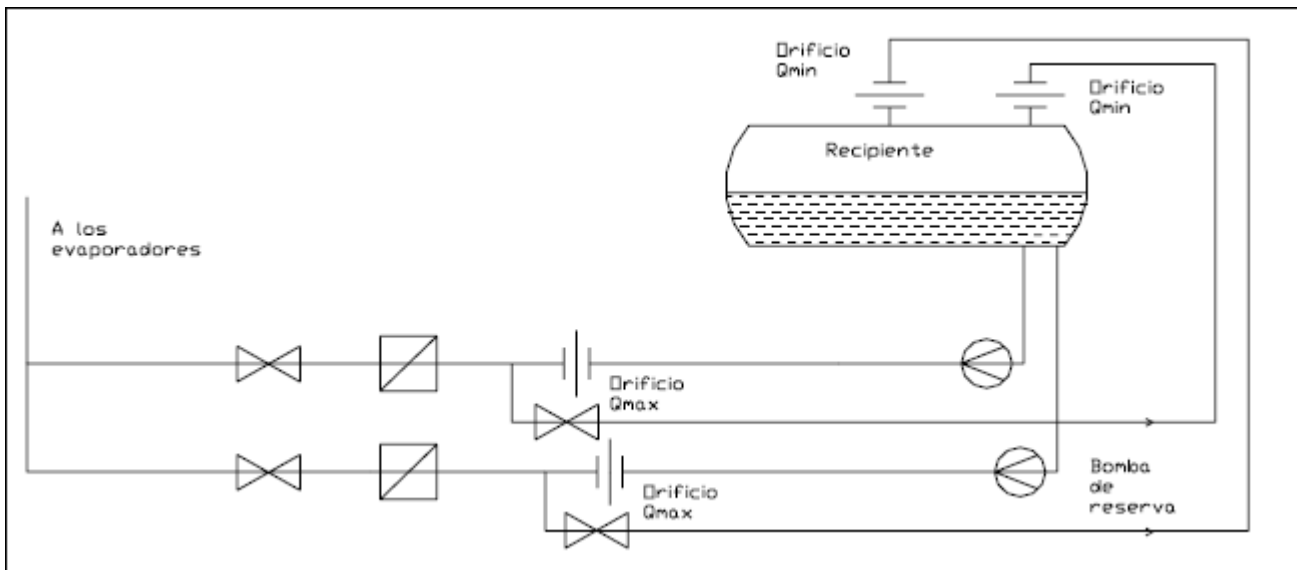 Orificio
Qmin
Orificio
Qmin
Recipiente
A los
evaporadores
Orificio
Qmax
Orificio
Qmax
Bomba
de
reserva